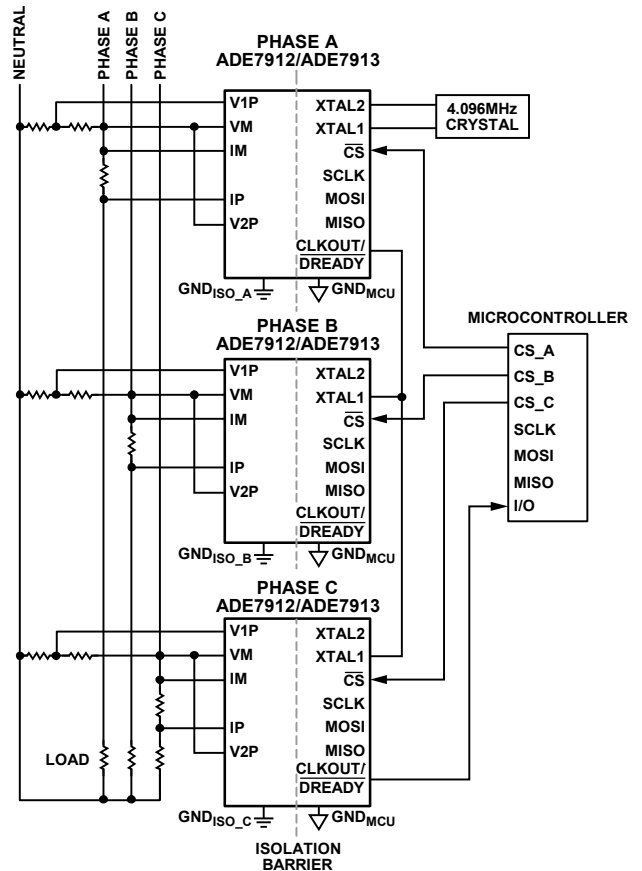 NEUTRAL
PHASE A
PHASE B
PHASE C
PHASE A
ADE7912/ADE7913
V1P
VM
IM
IP
V2P
XTAL2
XTAL1
CS
SCLK
MOSI
MISO
CLKOUT/
DREADY
4.096MHz
CRYSTAL
GNDISO_A
GNDMCU
PHASE B
ADE7912/ADE7913
V1P
VM
IM
IP
V2P
XTAL2
XTAL1
CS
SCLK
MOSI
MISO
CLKOUT/
DREADY
GNDISO_B
GNDMCU
MICROCONTROLLER
CS_A
CS_B
CS_C
SCLK
MOSI
MISO
I/O
PHASE C
ADE7912/ADE7913
V1P
VM
IM
IP
V2P
XTAL2
XTAL1
CS
SCLK
MOSI
MISO
CLKOUT/
DREADY
LOAD
GNDISO_C
GNDMCU
ISOLATION
BARRIER